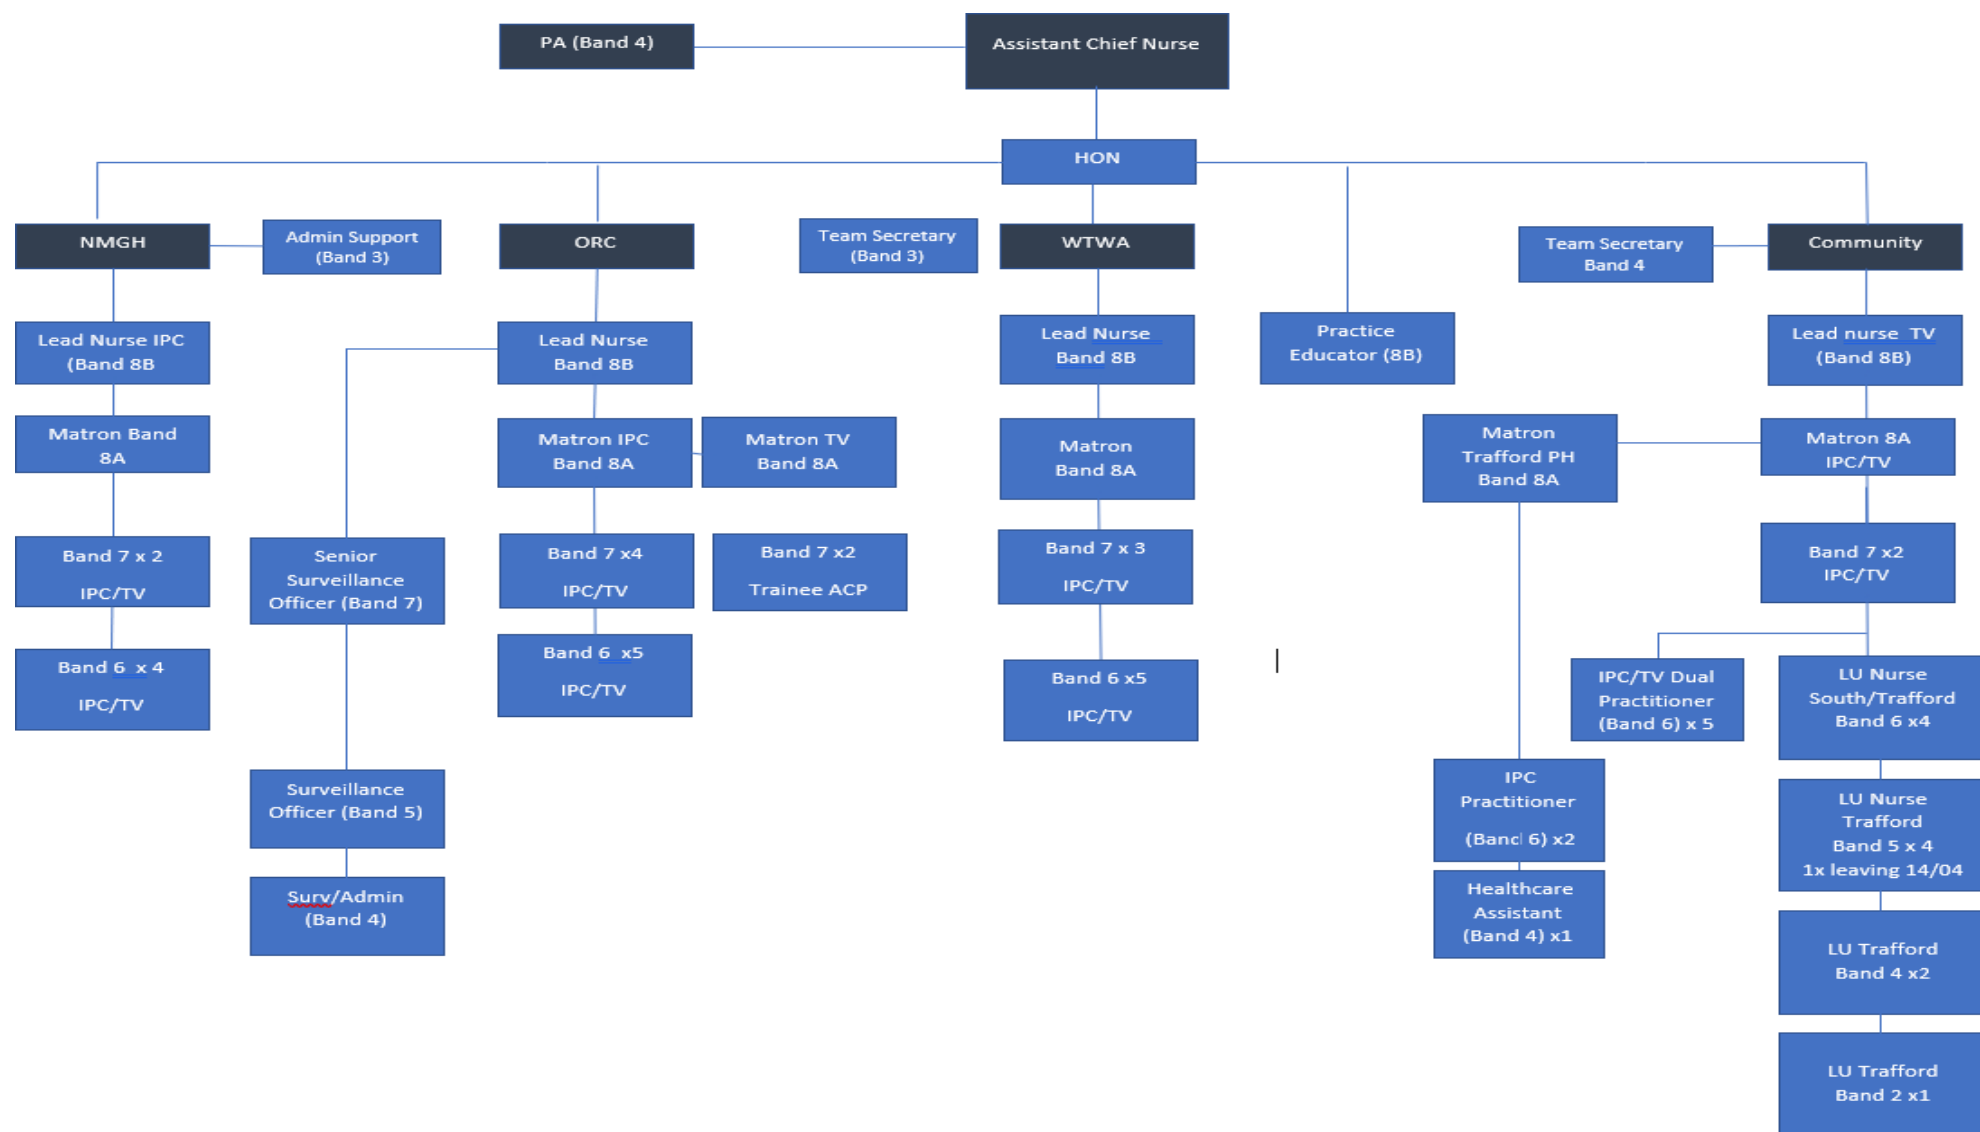 PA (Band 4)
Assistant Chief Nurse
HON
NMGH
Admin Support
(Band 3)
ORC
Team Secretary
(Band 3)
WTWA
Team Secretary
Band 4
Community
Lead Nurse IPC
(Band 8B
Lead Nurse
Band 8B
Lead Nurse
Band 8B
Practice
Educator (8B)
Lead nurse TV
(Band 8B)
Matron Band
8A
Matron IPC
Band 8A
Matron TV
Band 8A
Matron
Band 8A
Matron
Trafford PH
Band 8A
Matron 8A
IPC/TV
Band 7 x 2
IPC/TV
Senior
Surveillance
Officer (Band 7)
Band 7 x4
IPC/TV
Band 7 x2
Trainee ACP
Band 7 x 3
IPC/TV
Band 7 x2
IPC/TV
Band 6 x 4
IPC/TV
Band 6 x5
IPC/TV
Band 6 x5
IPC/TV
IPC/TV Dual
Practitioner
(Band 6) x 5
LU Nurse
South/Trafford
Band 6 x4
Surveillance
Officer (Band 5)
IPC
Practitioner
(Band 6) x2
LU Nurse
Trafford
Band 5 x 4
1x leaving 14/04
Surv/Admin
(Band 4)
Healthcare
Assistant
(Band 4) x1
LU Trafford
Band 4 x2
LU Trafford
Band 2 x1